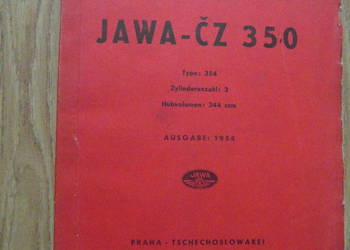 JAWA-ČZ 350
Type: 354
Zylinderanzahl: 2
Hubvolumen: 344 ccm
AUSGABE: 1954
JAWA
PRAHA - TSCHECHOSLOWAKEI